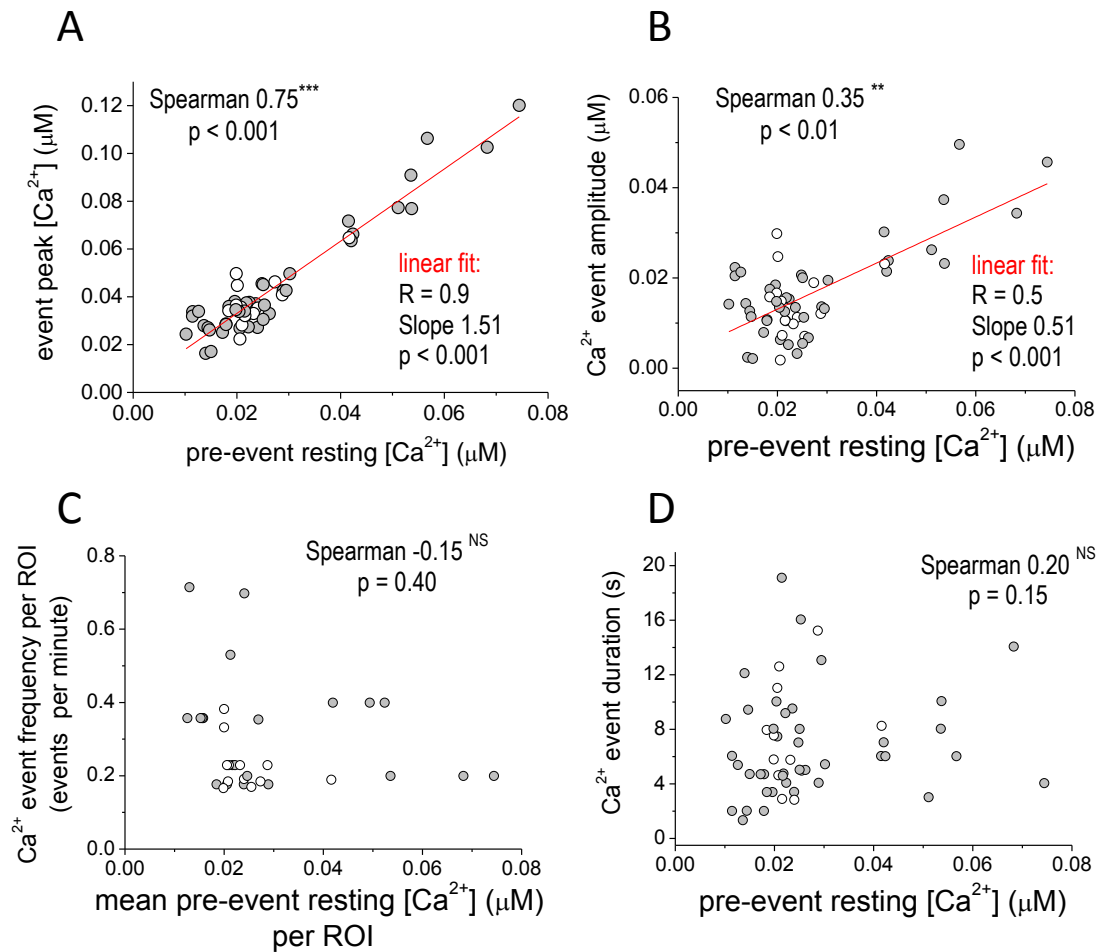 A
Spearman 0.75***
p < 0.001
event peak [Ca²⁺] (μM)
0.12
0.10
0.08
0.06
0.04
0.02
0.00
linear fit:
R = 0.9
Slope 1.51
p < 0.001
0.00 0.02 0.04 0.06 0.08
pre-event resting [Ca²⁺] (μM)
B
Spearman 0.35 **
p < 0.01
Ca²⁺ event amplitude (μM)
0.06
0.04
0.02
0.00
linear fit:
R = 0.5
Slope 0.51
p < 0.001
0.00 0.02 0.04 0.06 0.08
pre-event resting [Ca²⁺] (μM)
C
Spearman -0.15 NS
p = 0.40
Ca²⁺ event frequency per ROI
(events per minute)
0.8
0.6
0.4
0.2
0.0
0.00 0.02 0.04 0.06 0.08
mean pre-event resting [Ca²⁺] (μM)
per ROI
D
Spearman 0.20 NS
p = 0.15
Ca²⁺ event duration (s)
20
16
12
8
4
0
0.00 0.02 0.04 0.06 0.08
pre-event resting [Ca²⁺] (μM)